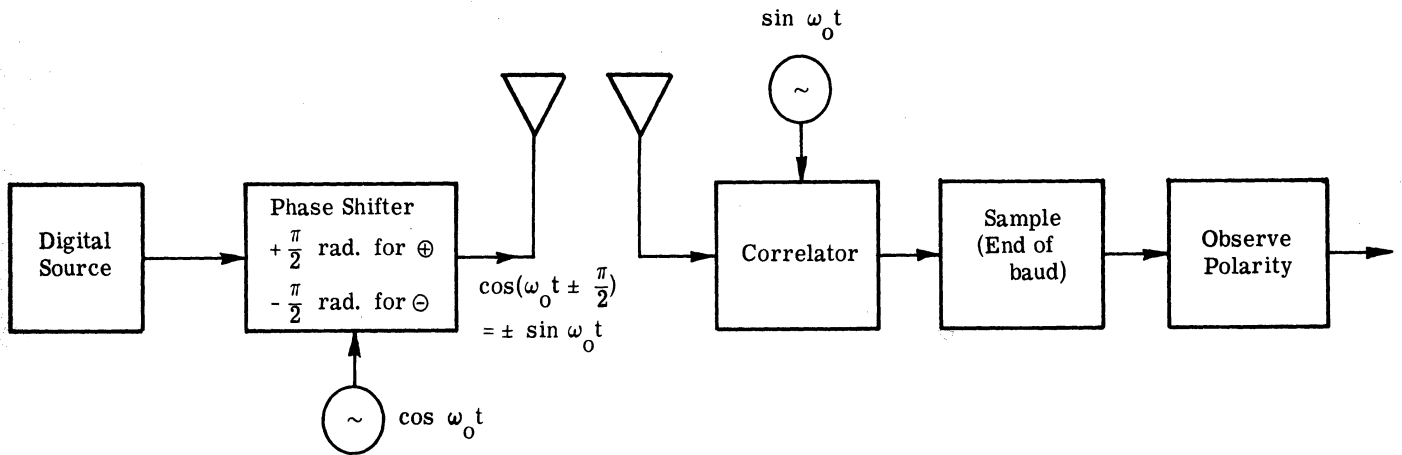 sin ω₀t
Digital
Source
Phase Shifter
+ π/2 rad. for ⊕
- π/2 rad. for ⊖
cos(ω₀t ± π/2)
= ± sin ω₀t
~
cos ω₀t
~
Correlator
Sample
(End of
baud)
Observe
Polarity